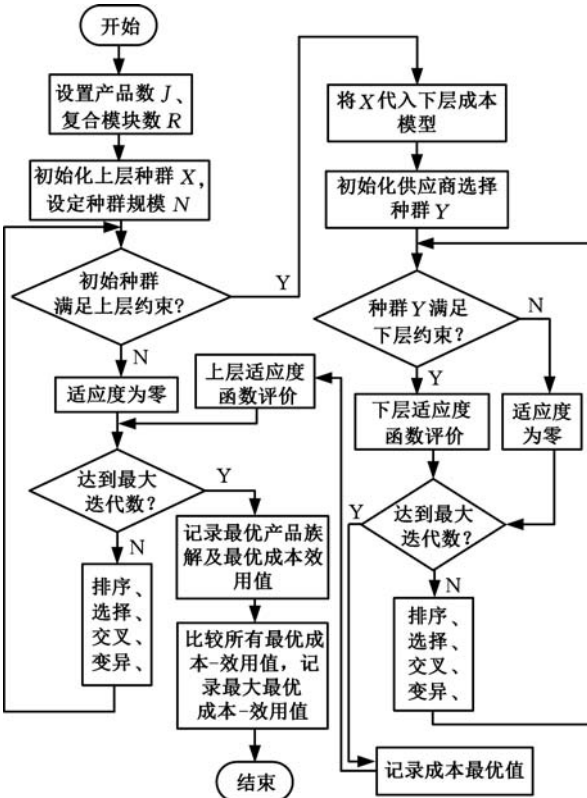 开始
设置产品数 J、
复合模块数 R
初始化上层种群 X,
设定种群规模 N
初始种群
满足上层约束?
Y
N
适应度为零
达到最大
迭代数?
Y
N
排序、
选择、
交叉、
变异、
上层适应度
函数评价
记录最优产品族
解及最优成本效
用值
比较所有最优成
本-效用值，记
录最大最优
成本-效用值
结束
将X代入下层成本
模型
初始化供应商选择
种群Y
种群Y满足
下层约束？
N
Y
下层适应度
函数评价
适应度
为零
达到最大
迭代数?
Y
N
排序、
选择、
交叉、
变异、
记录成本最优值